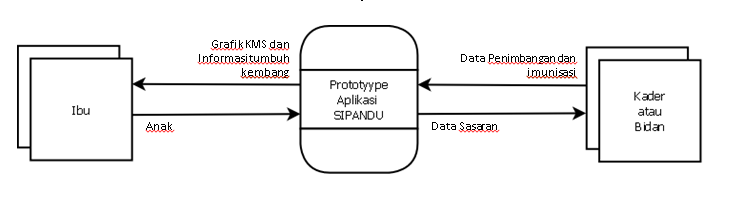 Grafik KMS dan
Informasi tumbuh
kembang
Ibu
Anak
Prototyype
Aplikasi
SIPANDU
Data Penimbangan dan
imunisasi
Data Sasaran
Kader
atau
Bidan